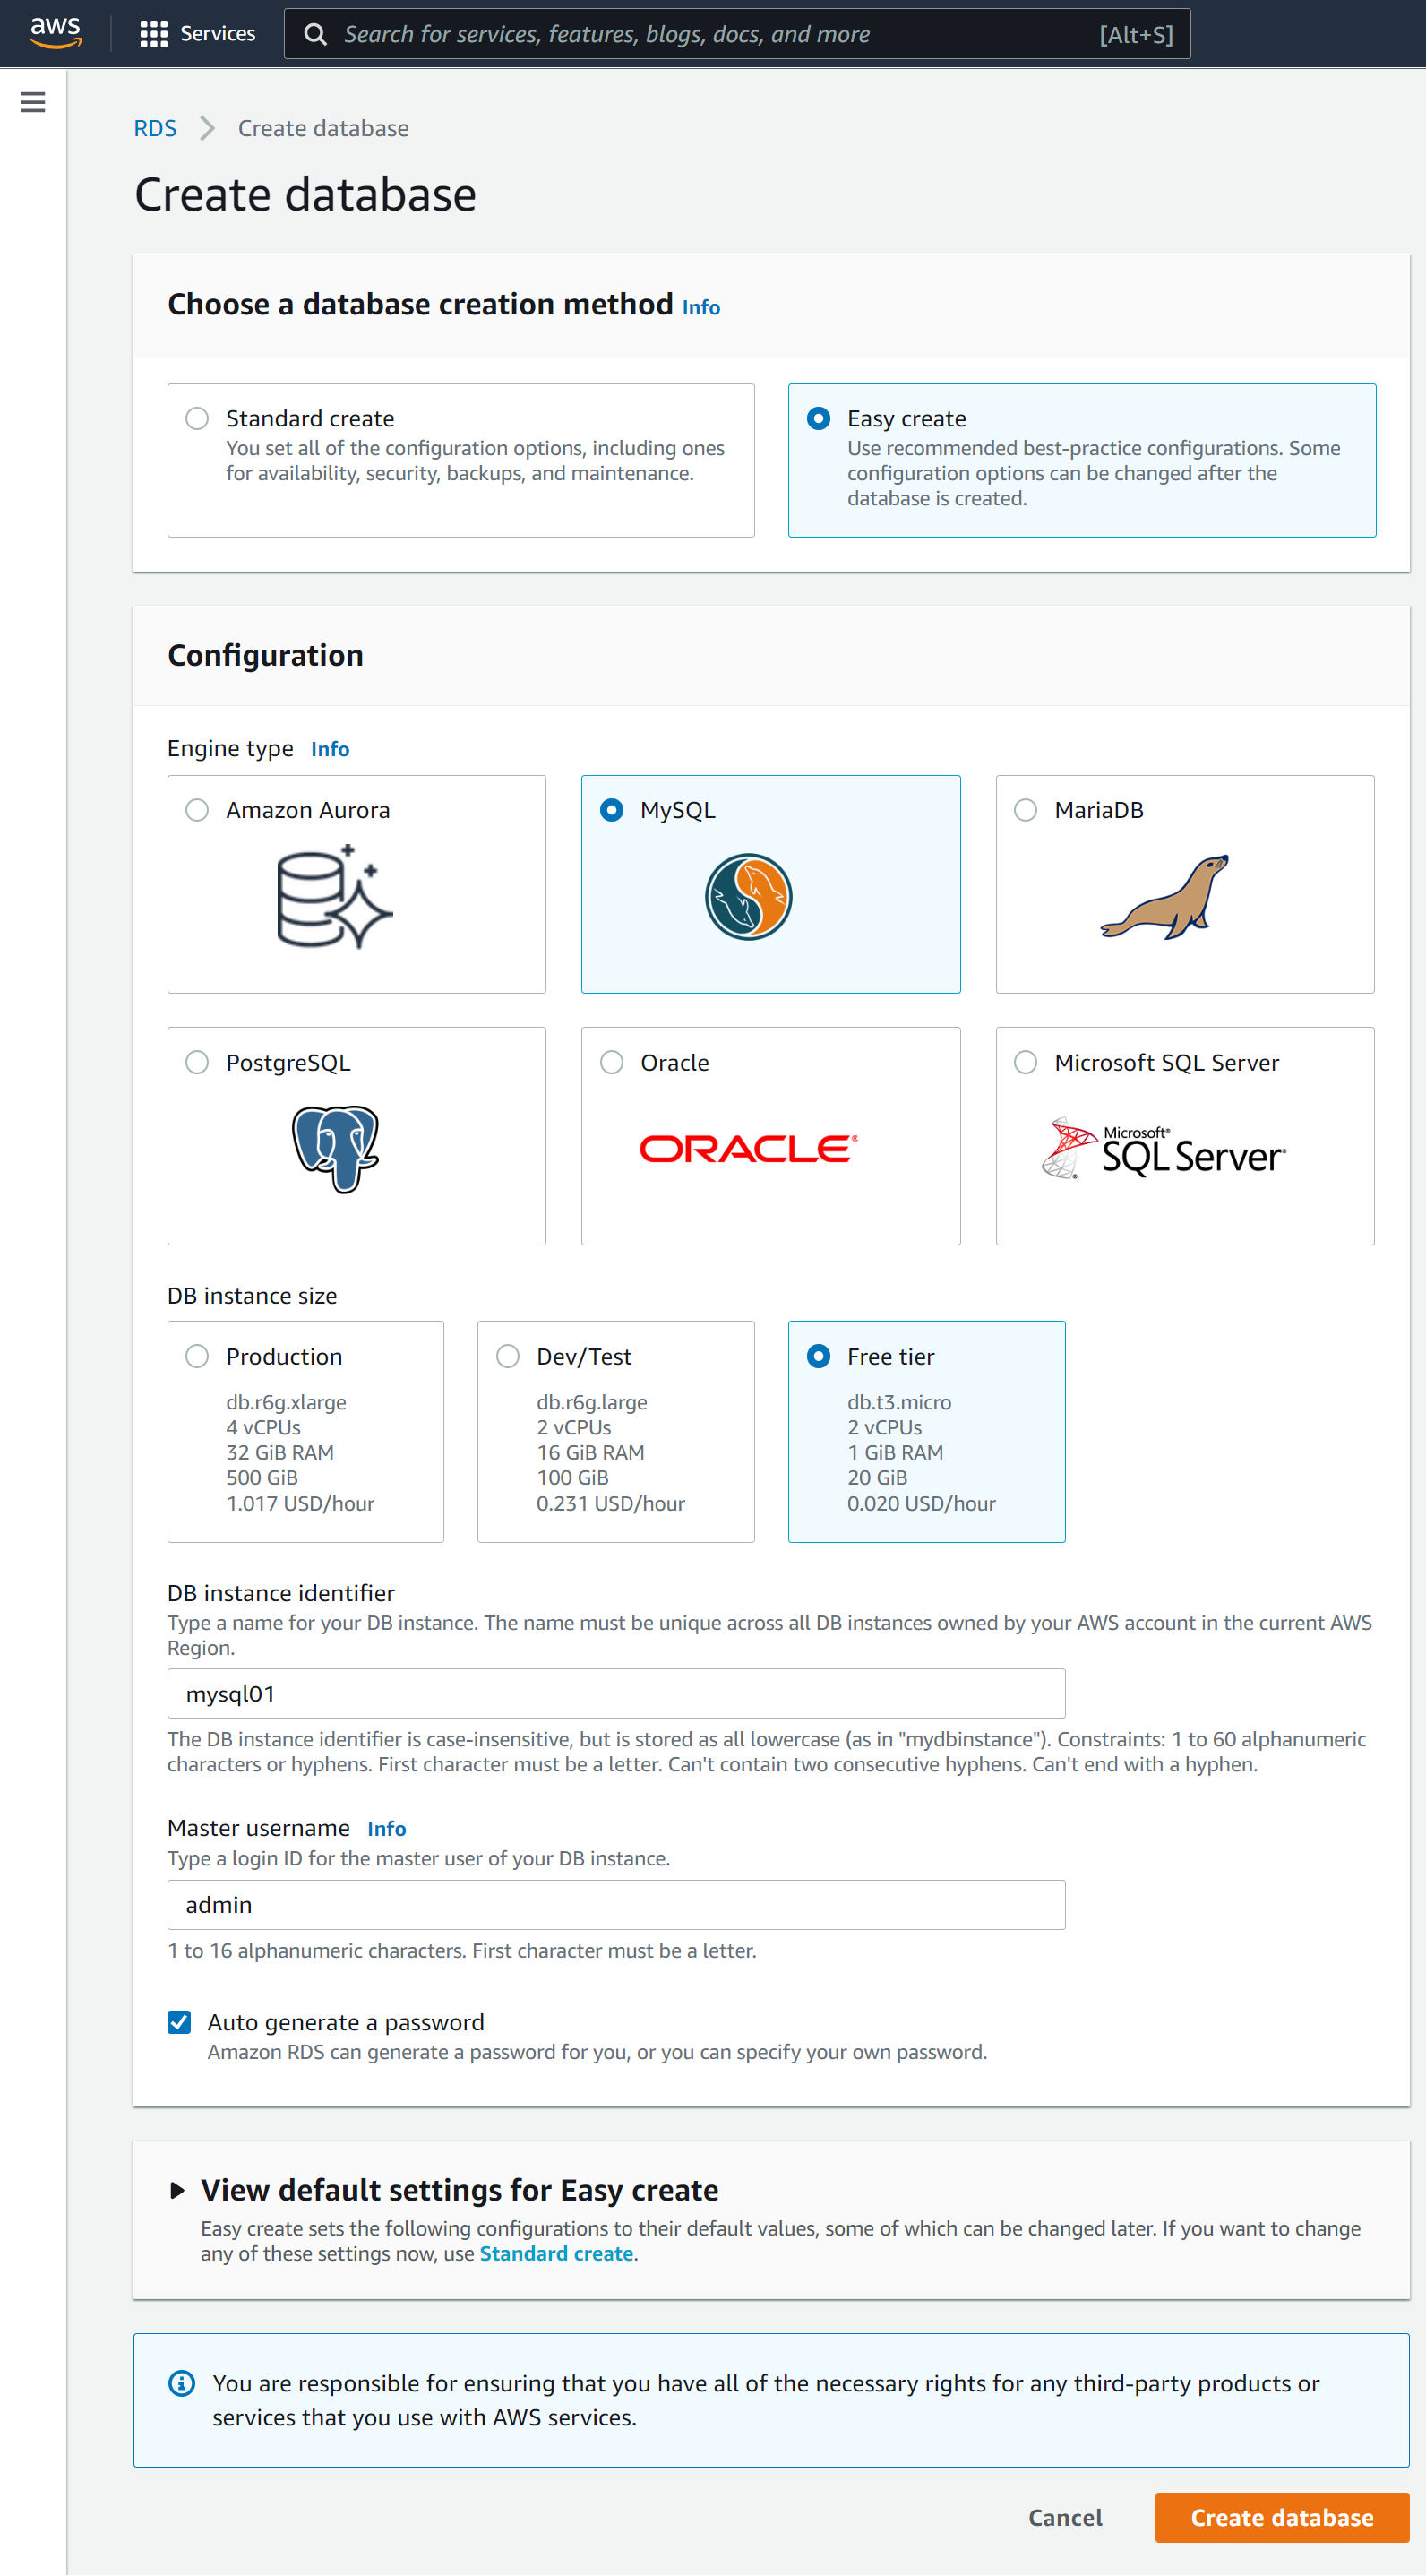 aws
Services
Search for services, features, blogs, docs, and more
[Alt+S]
RDS
Create database
Create database
Choose a database creation method Info
Standard create
You set all of the configuration options, including ones
for availability, security, backups, and maintenance.
Easy create
Use recommended best-practice configurations. Some
configuration options can be changed after the
database is created.
Configuration
Engine type Info
Amazon Aurora
MySQL
MariaDB
PostgreSQL
Oracle
ORACLE®
Microsoft SQL Server
Microsoft®
SQL Server®
DB instance size
Production
db.r6g.xlarge
4 vCPUs
32 GiB RAM
500 GiB
1.017 USD/hour
Dev/Test
db.r6g.large
2 vCPUs
16 GiB RAM
100 GiB
0.231 USD/hour
Free tier
db.t3.micro
2 vCPUs
1 GiB RAM
20 GiB
0.020 USD/hour
DB instance identifier
Type a name for your DB instance. The name must be unique across all DB instances owned by your AWS account in the current AWS
Region.
mysql01
The DB instance identifier is case-insensitive, but is stored as all lowercase (as in "mydbinstance"). Constraints: 1 to 60 alphanumeric
characters or hyphens. First character must be a letter. Can't contain two consecutive hyphens. Can't end with a hyphen.
Master username Info
Type a login ID for the master user of your DB instance.
admin
1 to 16 alphanumeric characters. First character must be a letter.
Auto generate a password
Amazon RDS can generate a password for you, or you can specify your own password.
View default settings for Easy create
Easy create sets the following configurations to their default values, some of which can be changed later. If you want to change
any of these settings now, use Standard create.
You are responsible for ensuring that you have all of the necessary rights for any third-party products or
services that you use with AWS services.
Cancel
Create database